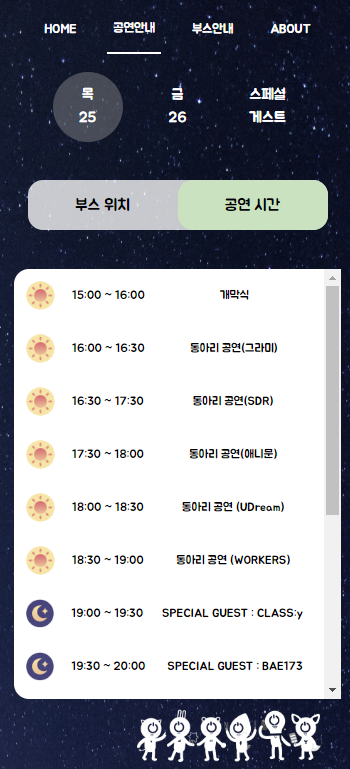 HOME 공연안내 부스안내 ABOUT
목 금 스페셜
25 26 게스트
부스 위치 공연 시간
15:00 ~ 16:00 개막식
16:00 ~ 16:30 동아리 공연(그라미)
16:30 ~ 17:30 동아리 공연(SDR)
17:30 ~ 18:00 동아리 공연(애니문)
18:00 ~ 18:30 동아리 공연 (UDream)
18:30 ~ 19:00 동아리 공연 (WORKERS)
19:00 ~ 19:30 SPECIAL GUEST : CLASS:y
19:30 ~ 20:00 SPECIAL GUEST : BAE173